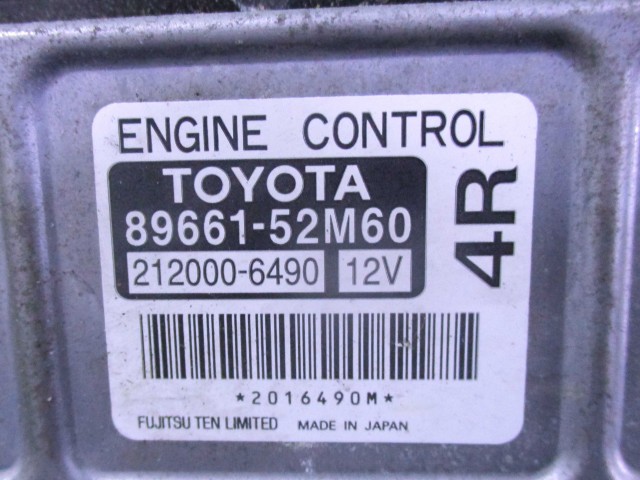 ENGINE CONTROL
TOYOTA
89661-52M60
212000-6490 12V
4R
*2016490M*
FUJITSU TEN LIMITED MADE IN JAPAN